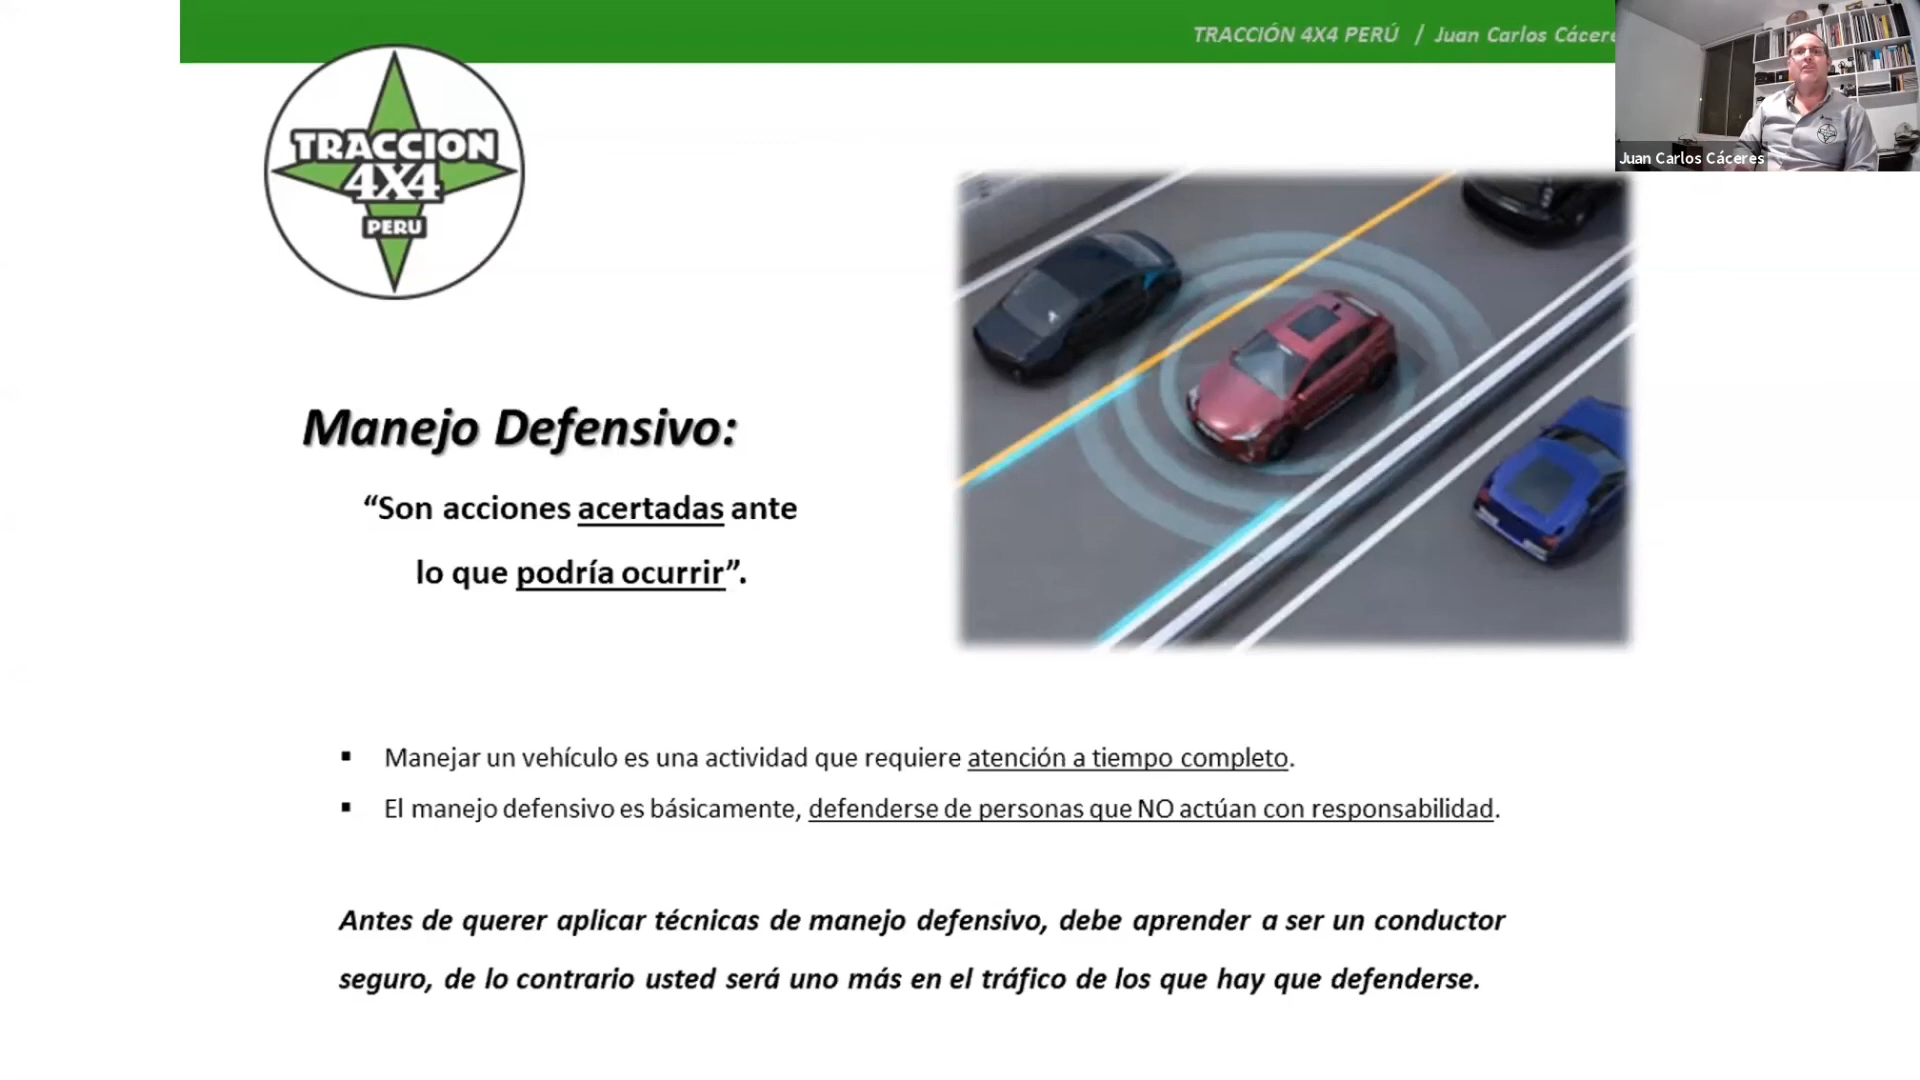 TRACCIÓN 4X4 PERÚ / Juan Carlos Cácere
Juan Carlos Cáceres
TRACCION
4X4
PERU
Manejo Defensivo:
“Son acciones acertadas ante
lo que podría ocurrir”.
▪ Manejar un vehículo es una actividad que requiere atención a tiempo completo.
▪ El manejo defensivo es básicamente, defenderse de personas que NO actúan con responsabilidad.
Antes de querer aplicar técnicas de manejo defensivo, debe aprender a ser un conductor
seguro, de lo contrario usted será uno más en el tráfico de los que hay que defenderse.